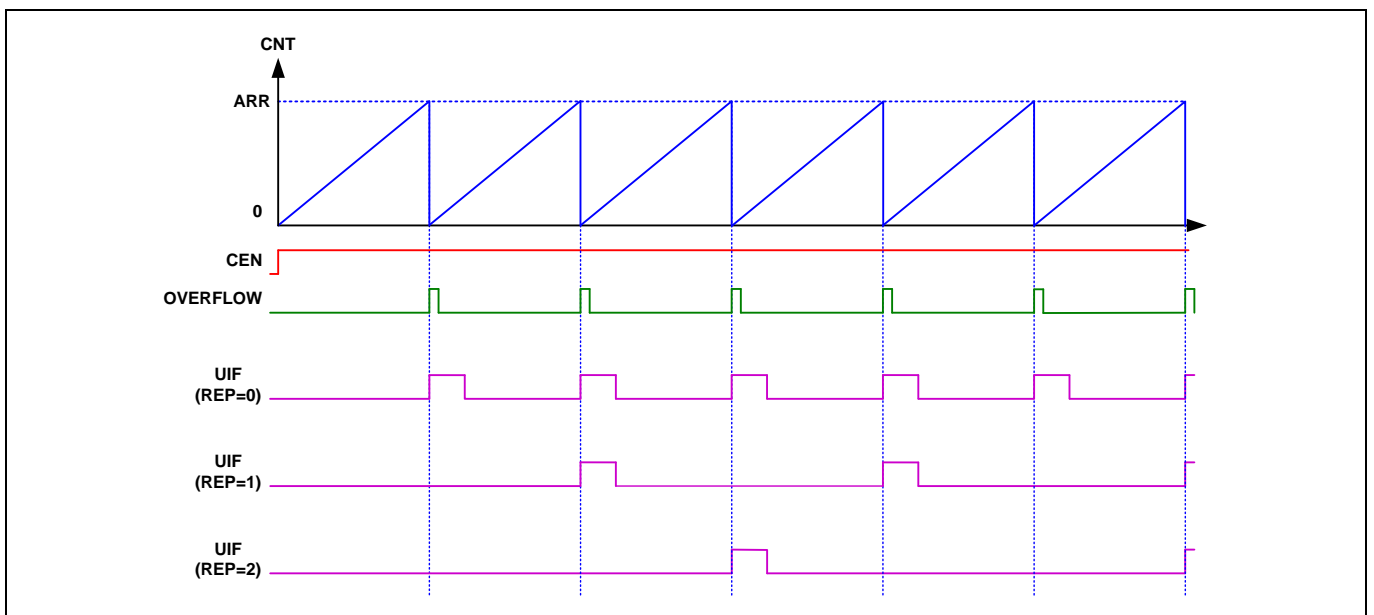 CNT
ARR
0
CEN
OVERFLOW
UIF
(REP=0)
UIF
(REP=1)
UIF
(REP=2)